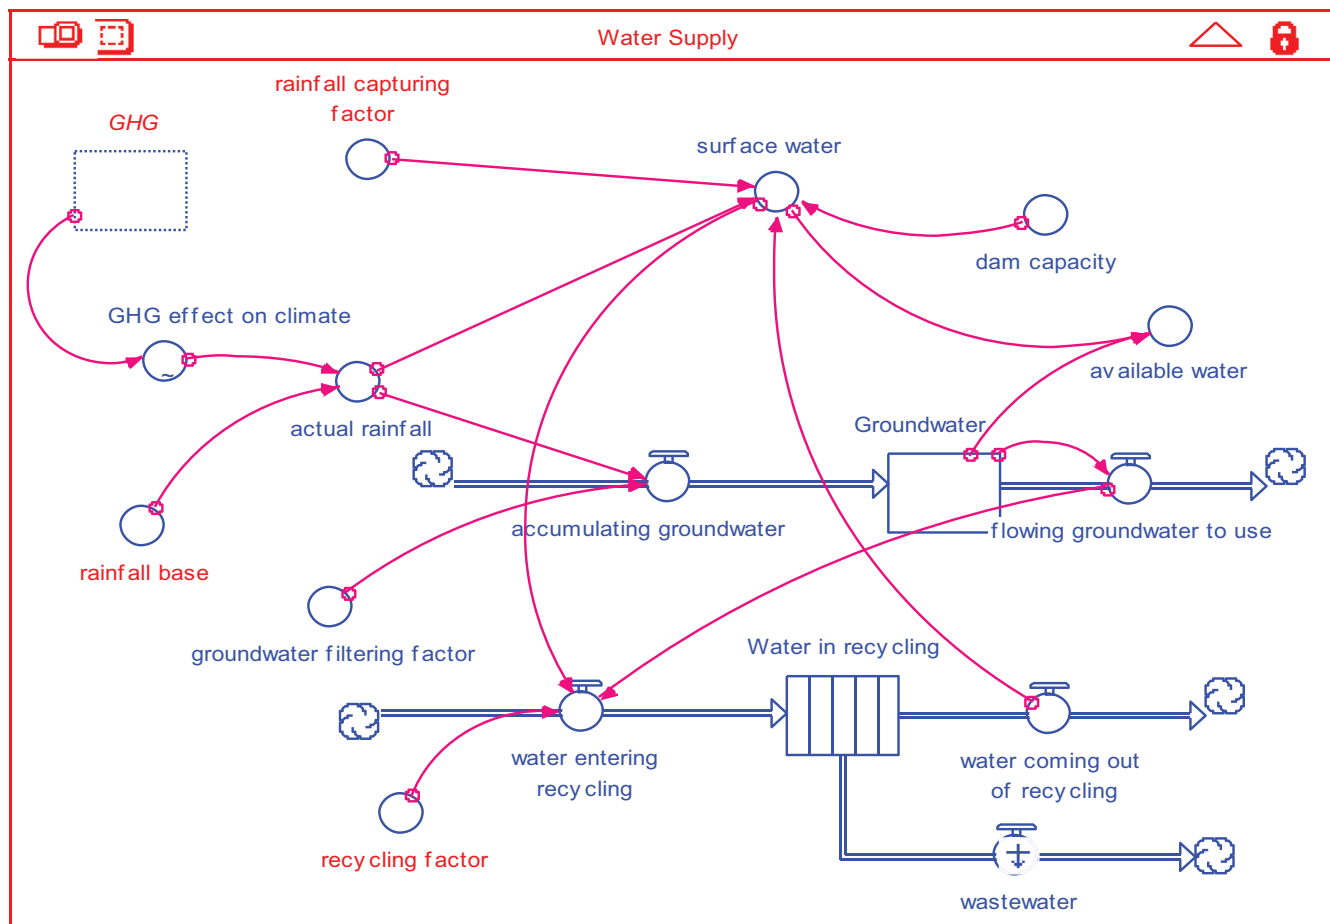 Water Supply
rainfall capturing
factor
GHG
surface water
dam capacity
GHG effect on climate
available water
actual rainfall
Groundwater
accumulating groundwater
flowing groundwater to use
rainfall base
groundwater filtering factor
Water in recycling
water entering
recycling
water coming out
of recycling
recycling factor
wastewater
~